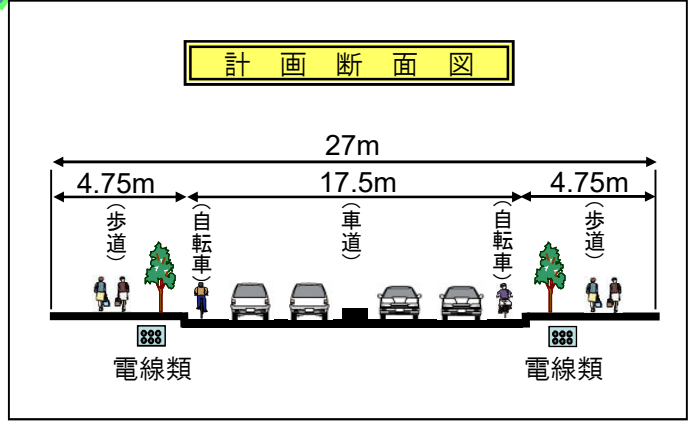 計画断面図
27m
4.75m
17.5m
4.75m
(歩道)
(自転車)
(車道)
(自転車)
(歩道)
電線類
電線類